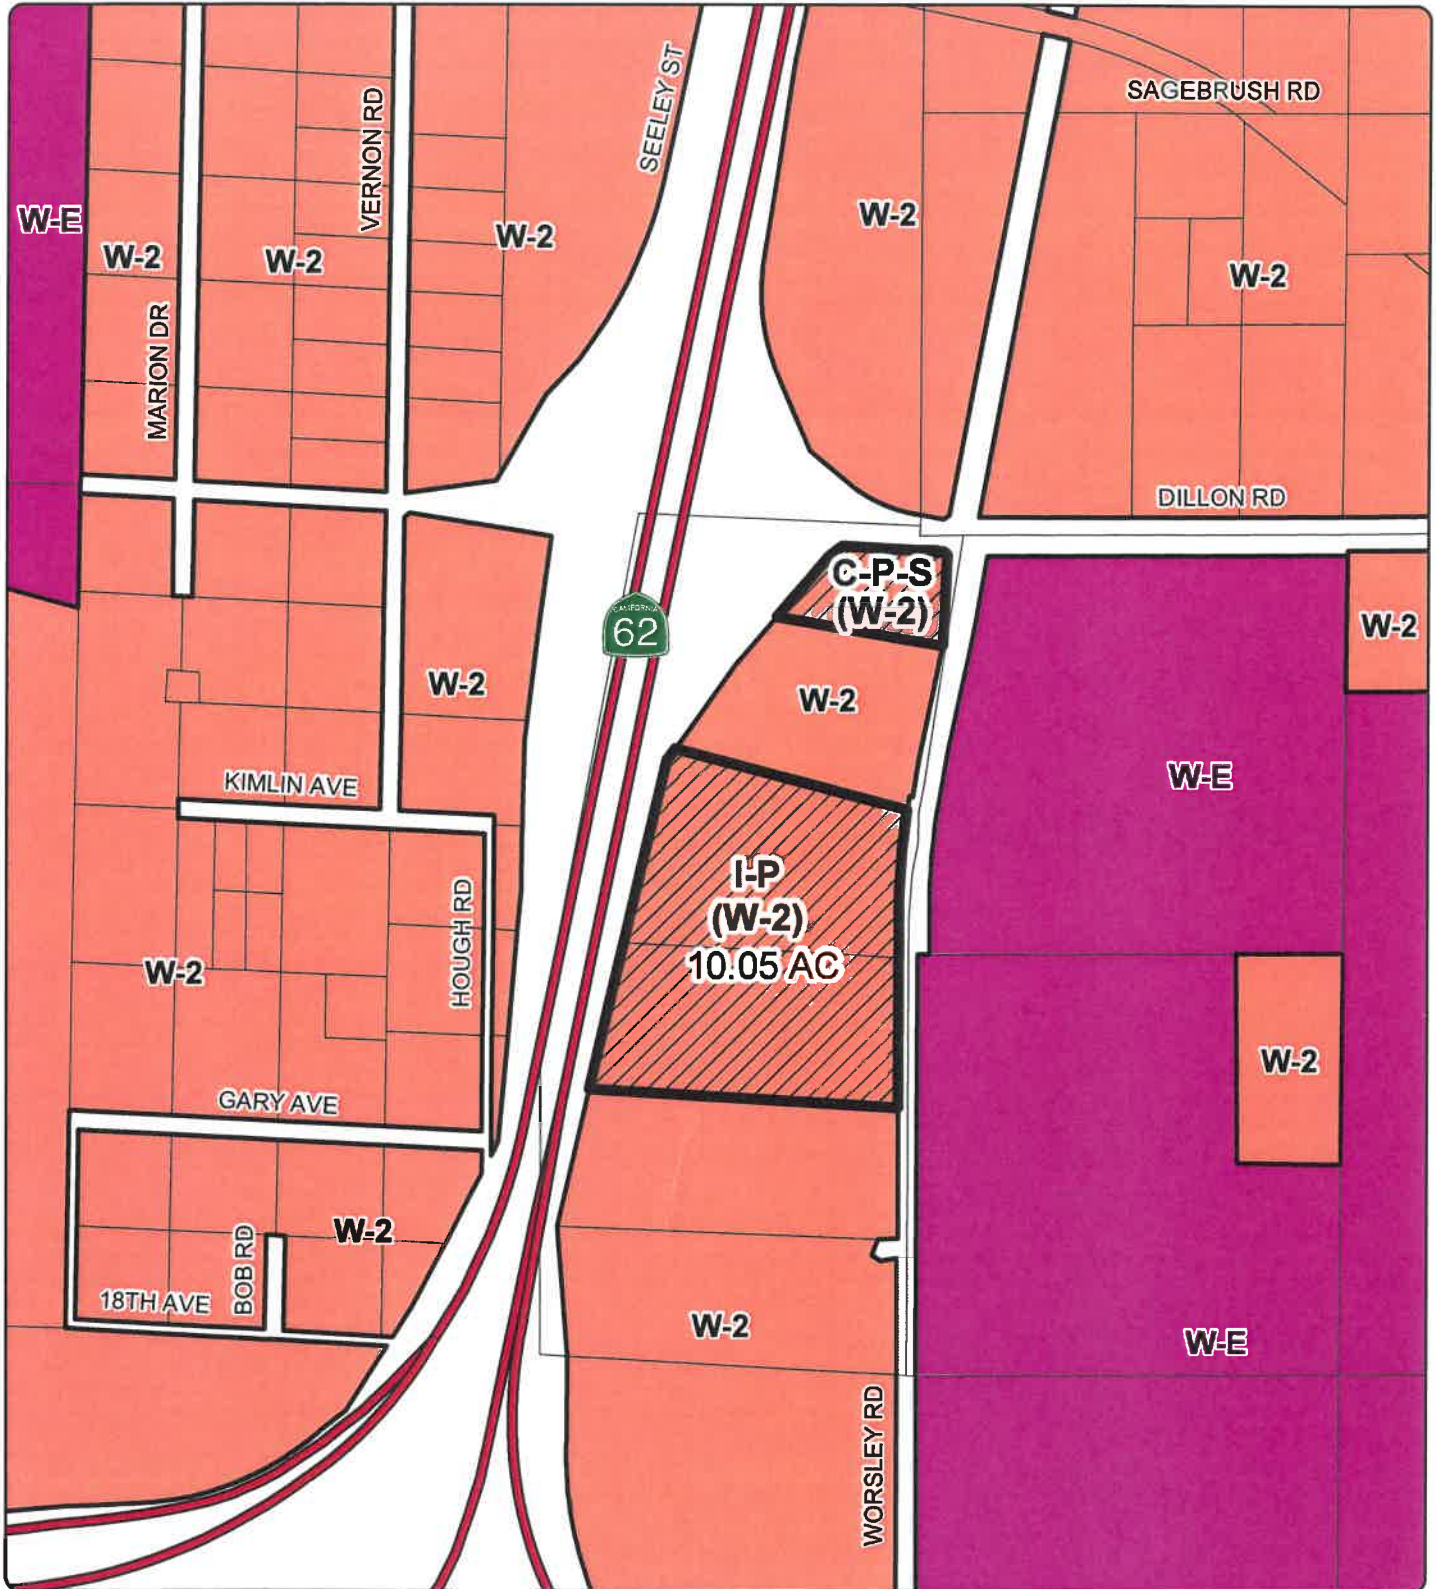 SEELEY ST
SAGEBRUSH RD
VERNON RD
W-E
W-2
W-2
W-2
W-2
W-2
MARION DR
DILLON RD
C-P-S
(W-2)
CALIFORNIA
62
W-2
W-2
W-2
W-E
KIMLIN AVE
I-P
(W-2)
10.05 AC
HOUGH RD
W-2
W-2
GARY AVE
W-2
BOB RD
18TH AVE
W-2
W-E
WORSLEY RD